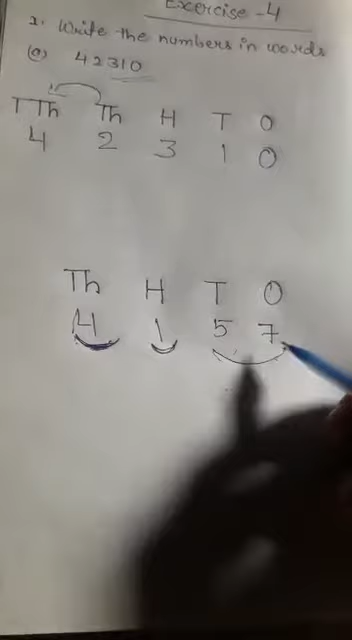 Exercise-4
1. Write the numbers in words
(a) 42310
TTh Th H T O
4 2 3 1 0
Th H T O
4 1 5 7